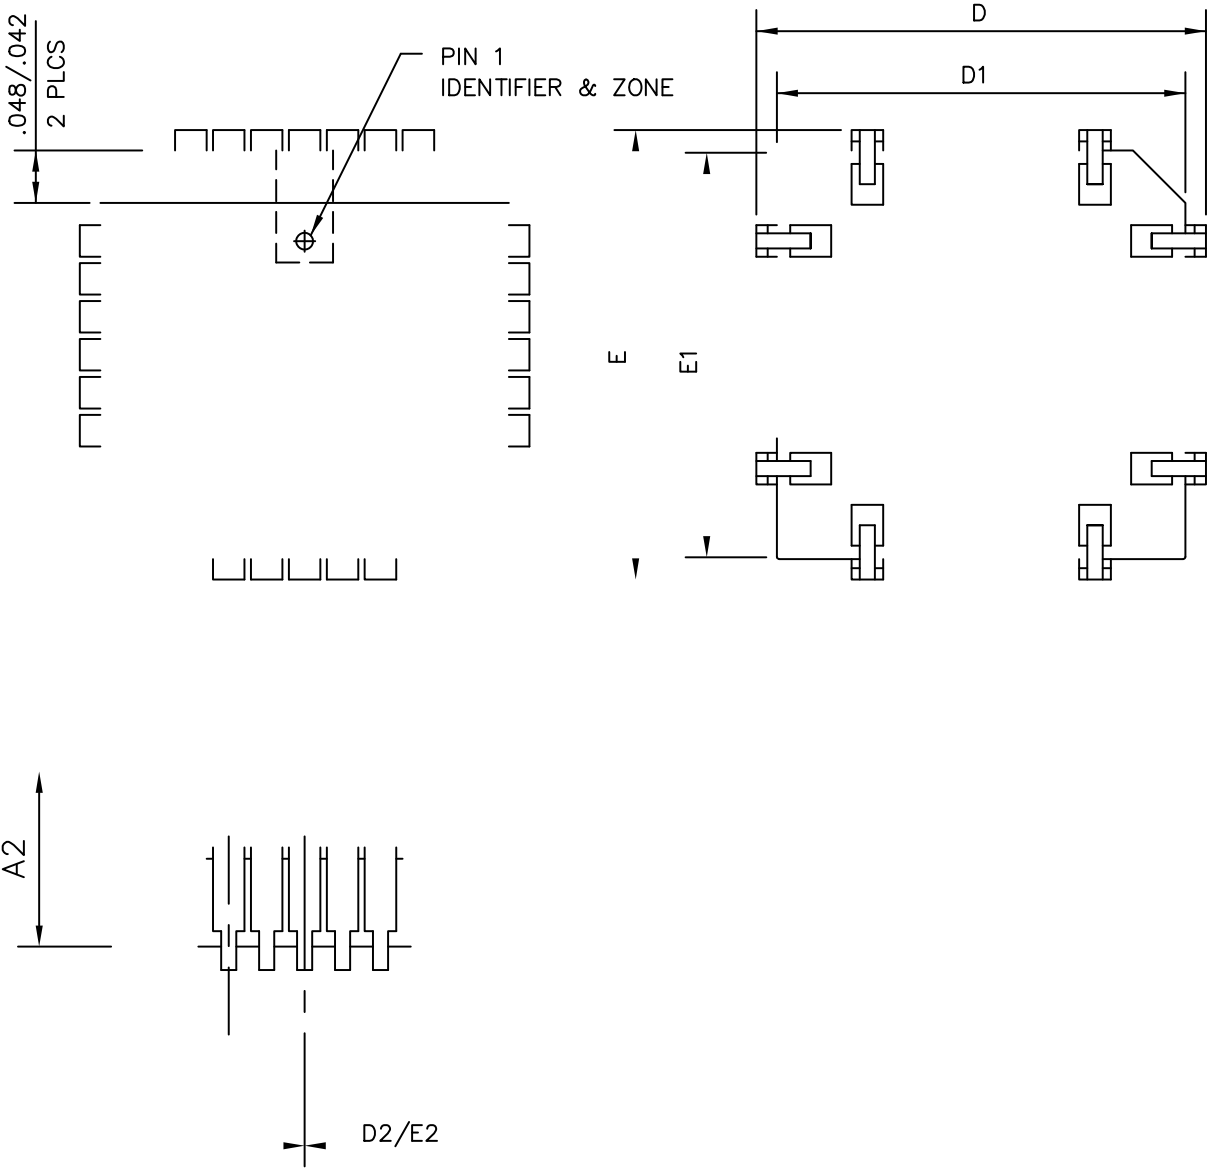 .048/.042
2 PLCS
PIN 1
IDENTIFIER & ZONE
D
D1
E
E1
A2
D2/E2